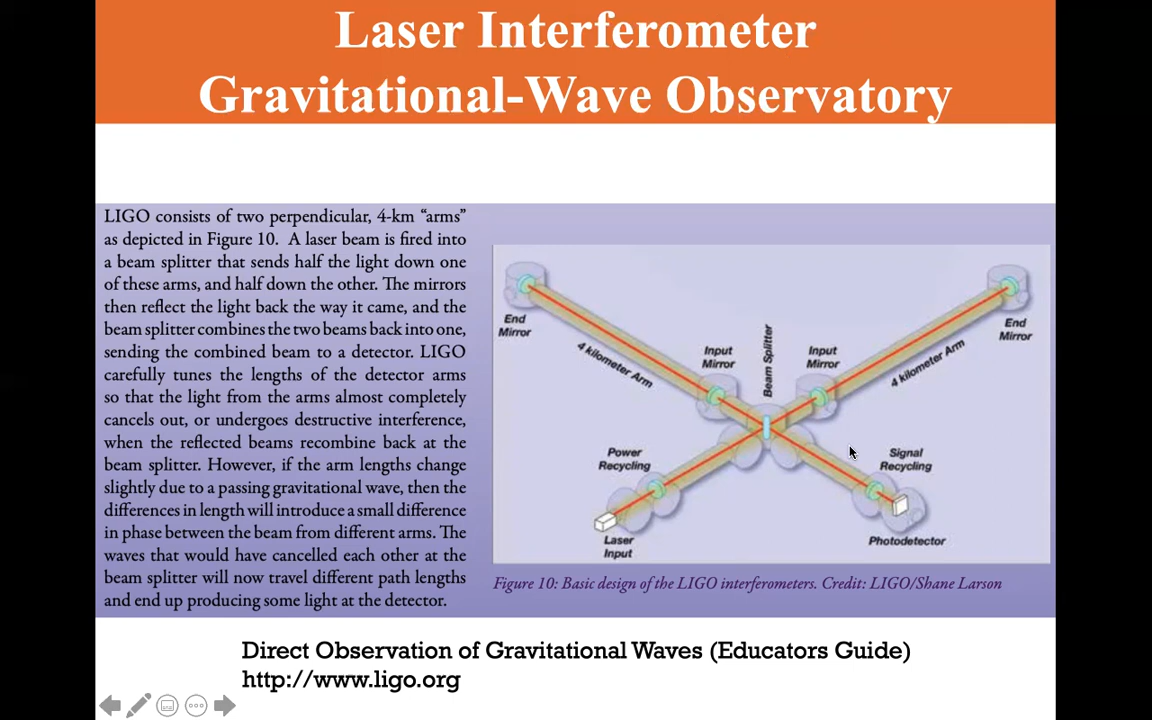 Laser Interferometer
Gravitational-Wave Observatory
LIGO consists of two perpendicular, 4-km “arms”
as depicted in Figure 10. A laser beam is fired into
a beam splitter that sends half the light down one
of these arms, and half down the other. The mirrors
then reflect the light back the way it came, and the
beam splitter combines the two beams back into one,
sending the combined beam to a detector. LIGO
carefully tunes the lengths of the detector arms
so that the light from the arms almost completely
cancels out, or undergoes destructive interference,
when the reflected beams recombine back at the
beam splitter. However, if the arm lengths change
slightly due to a passing gravitational wave, then the
differences in length will introduce a small difference
in phase between the beam from different arms. The
waves that would have cancelled each other at the
beam splitter will now travel different path lengths
and end up producing some light at the detector.
End
Mirror
4 kilometer Arm
Input
Mirror
Beam Splitter
Input
Mirror
4 kilometer Arm
End
Mirror
Power
Recycling
Signal
Recycling
Laser
Input
Photodetector
Figure 10: Basic design of the LIGO interferometers. Credit: LIGO/Shane Larson
Direct Observation of Gravitational Waves (Educators Guide)
http://www.ligo.org